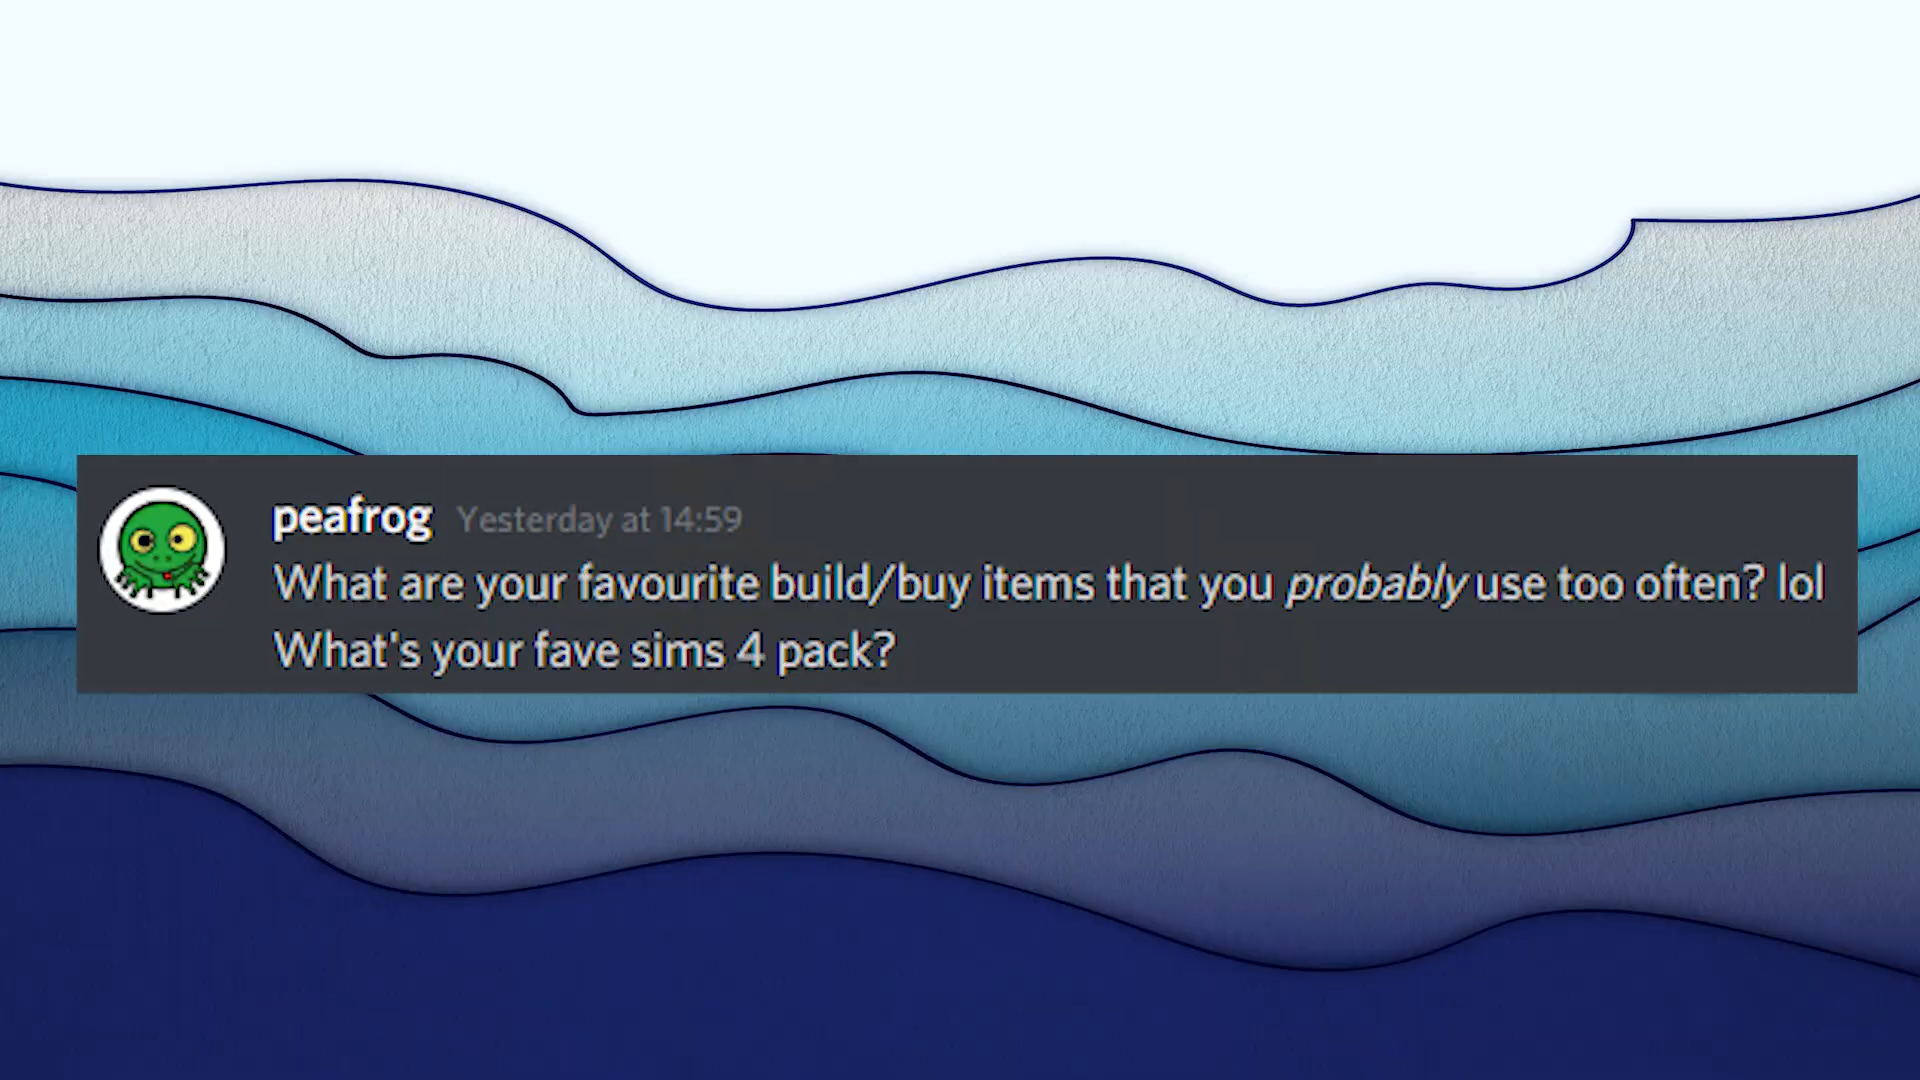 peafrog Yesterday at 14:59
What are your favourite build/buy items that you probably use too often? lol
What's your fave sims 4 pack?